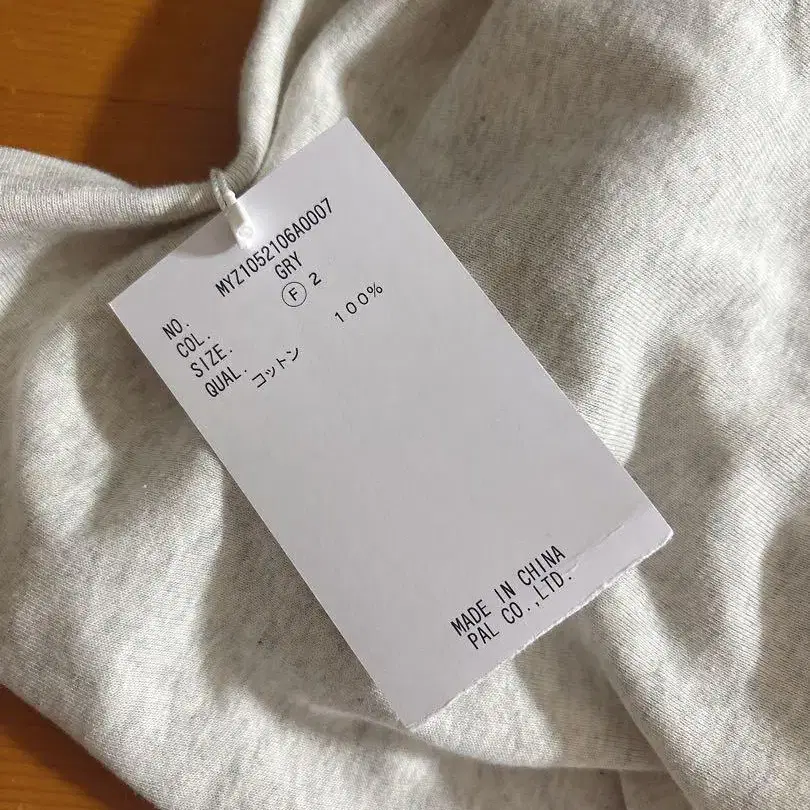 NO. MYZ1052106A0007
COL. GRY
SIZE. Ⓕ 2
QUAL. コットン 100%
MADE IN CHINA
PAL CO.,LTD.